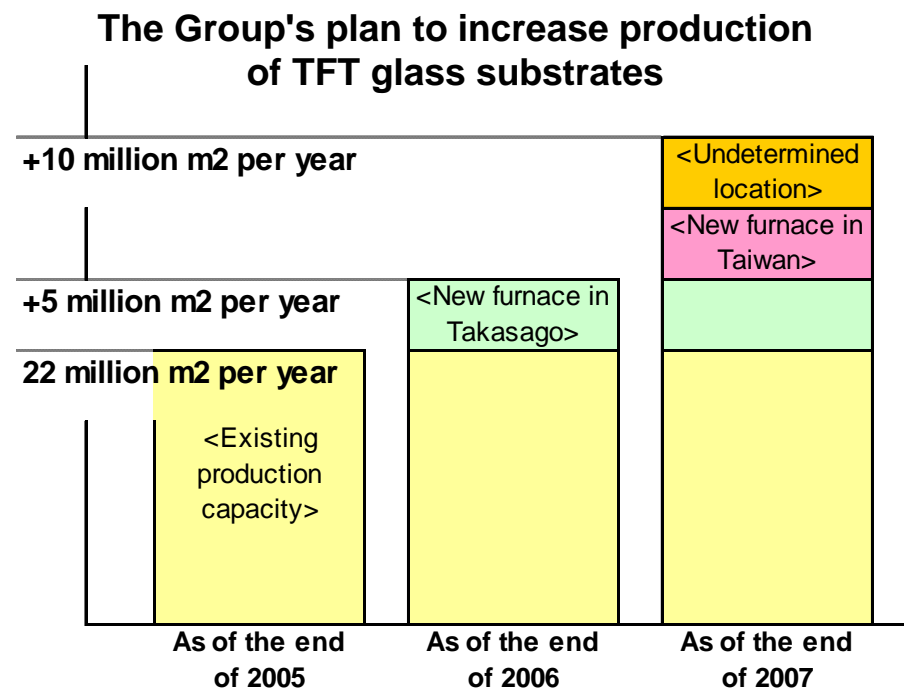 The Group's plan to increase production
of TFT glass substrates
+10 million m2 per year
<Undetermined
location>
<New furnace in
Taiwan>
+5 million m2 per year
<New furnace in
Takasago>
22 million m2 per year
<Existing
production
capacity>
As of the end
of 2005
As of the end
of 2006
As of the end
of 2007